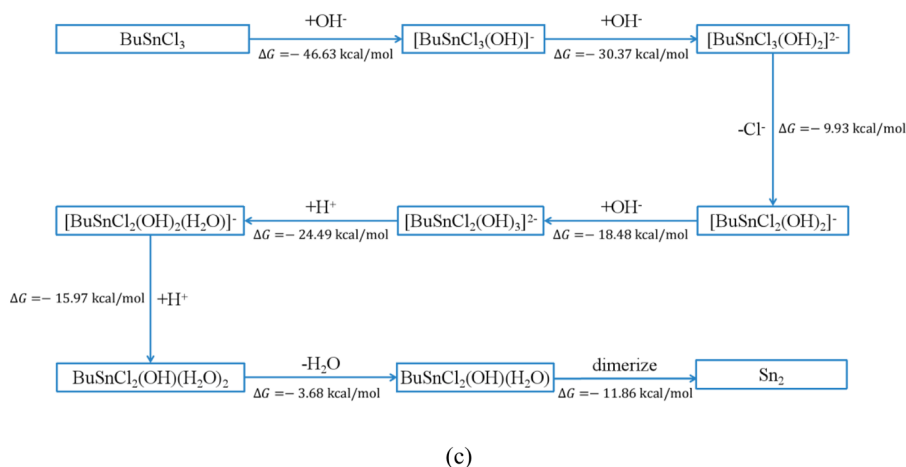 +OH⁻ +OH⁻
BuSnCl₃ [BuSnCl₃(OH)]⁻ [BuSnCl₃(OH)₂]²⁻
ΔG =− 46.63 kcal/mol ΔG =− 30.37 kcal/mol
-Cl⁻ ΔG =− 9.93 kcal/mol
+H⁺ +OH⁻
[BuSnCl₂(OH)₂(H₂O)]⁻ [BuSnCl₂(OH)₃]²⁻ [BuSnCl₂(OH)₂]⁻
ΔG =− 24.49 kcal/mol ΔG =− 18.48 kcal/mol
ΔG =− 15.97 kcal/mol +H⁺
-H₂O dimerize
BuSnCl₂(OH)(H₂O)₂ BuSnCl₂(OH)(H₂O) Sn₂
ΔG =− 3.68 kcal/mol ΔG =− 11.86 kcal/mol
(c)